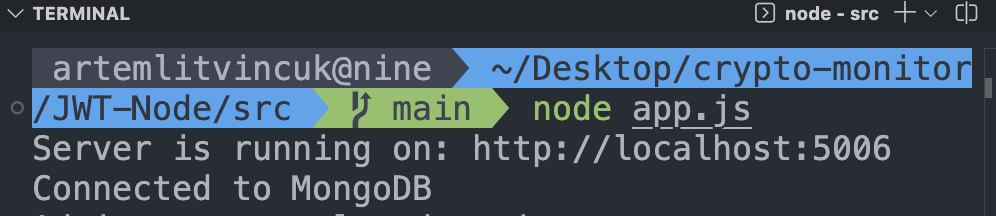 TERMINAL
node - src
artemlitvincuk@nine ~/Desktop/crypto-monitor
/JWT-Node/src main node app.js
Server is running on: http://localhost:5006
Connected to MongoDB